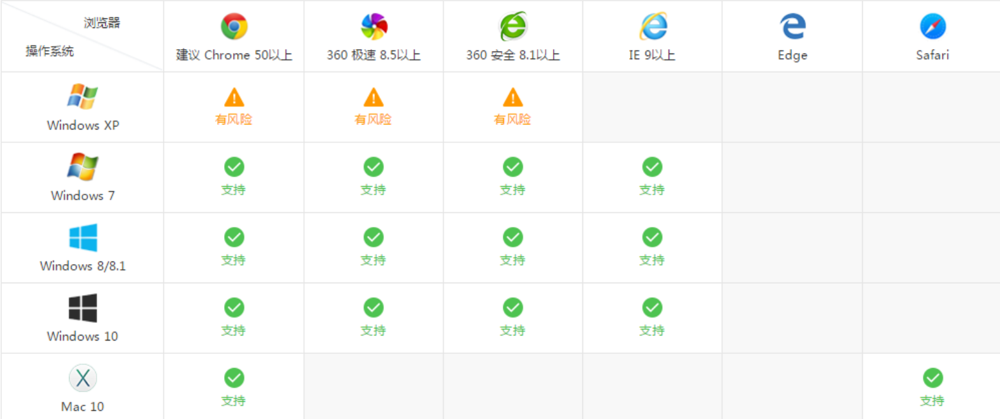 浏览器
操作系统
建议 Chrome 50以上
360 极速 8.5以上
360 安全 8.1以上
IE 9以上
Edge
Safari
Windows XP
有风险
有风险
有风险
Windows 7
支持
支持
支持
支持
Windows 8/8.1
支持
支持
支持
支持
Windows 10
支持
支持
支持
支持
Mac 10
支持
支持